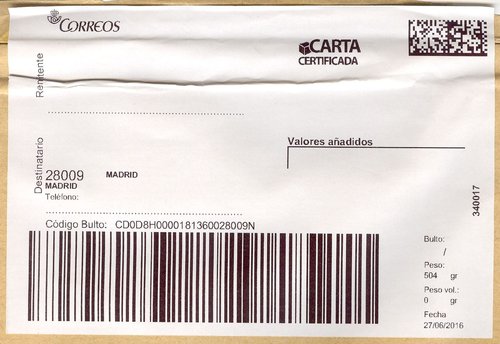 CORREOS
CARTA
CERTIFICADA
Remitente
Destinatario
28009 MADRID
MADRID
Teléfono:
Valores añadidos
340017
Código Bulto: CD0D8H0000181360028009N
Bulto:
/
Peso:
504 gr
Peso vol.:
0 gr
Fecha
27/06/2016